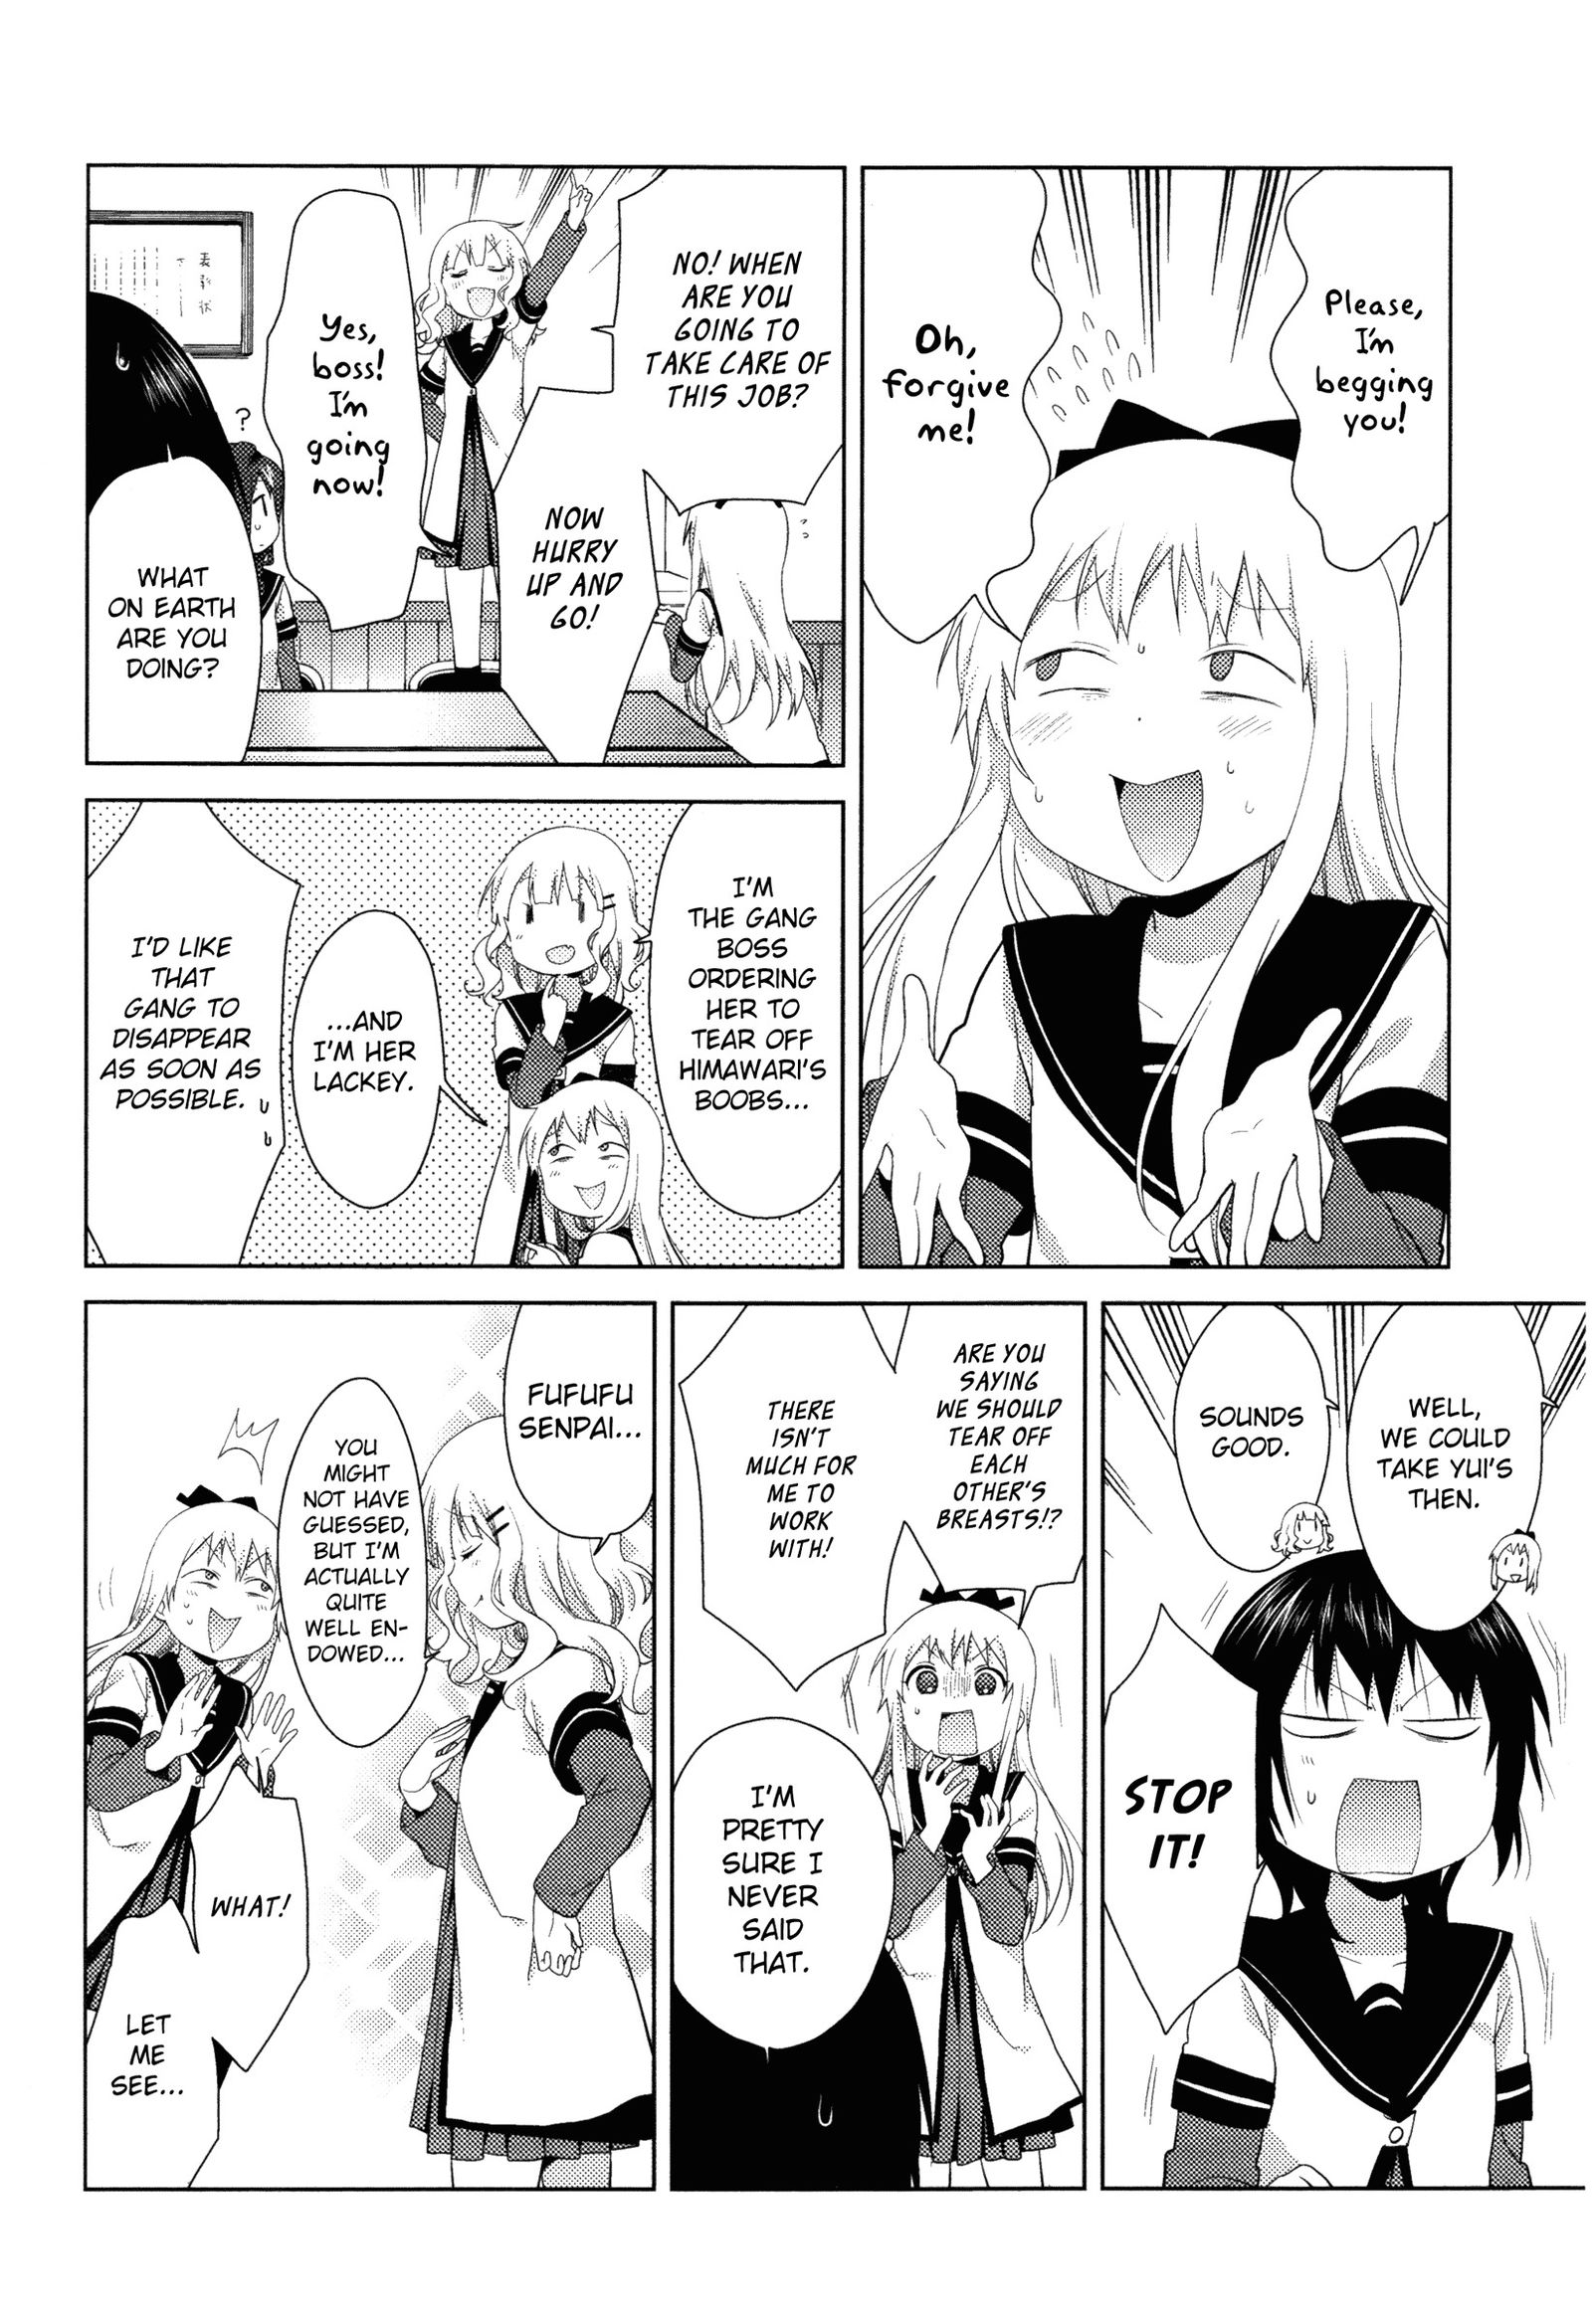 Please,
I'm
begging
you!
Oh,
forgive
me!
NO! WHEN
ARE YOU
GOING TO
TAKE CARE OF
THIS JOB?
NOW
HURRY
UP AND
GO!
Yes,
boss!
I'm
going
now!
表彰状
?
WHAT
ON EARTH
ARE YOU
DOING?
I'M
THE GANG
BOSS
ORDERING
HER TO
TEAR OFF
HIMAWARI'S
BOOBS...
...AND
I'M HER
LACKEY.
I'D LIKE
THAT
GANG TO
DISAPPEAR
AS SOON AS
POSSIBLE.
WELL,
WE COULD
TAKE YUI'S
THEN.
SOUNDS
GOOD.
STOP
IT!
ARE YOU
SAYING
WE SHOULD
TEAR OFF
EACH
OTHER'S
BREASTS!?
THERE
ISN'T
MUCH FOR
ME TO
WORK
WITH!
I'M
PRETTY
SURE I
NEVER
SAID
THAT.
FUFUFU
SENPAI...
YOU
MIGHT
NOT HAVE
GUESSED,
BUT I'M
ACTUALLY
QUITE
WELL EN-
DOWED...
WHAT!
LET
ME
SEE...